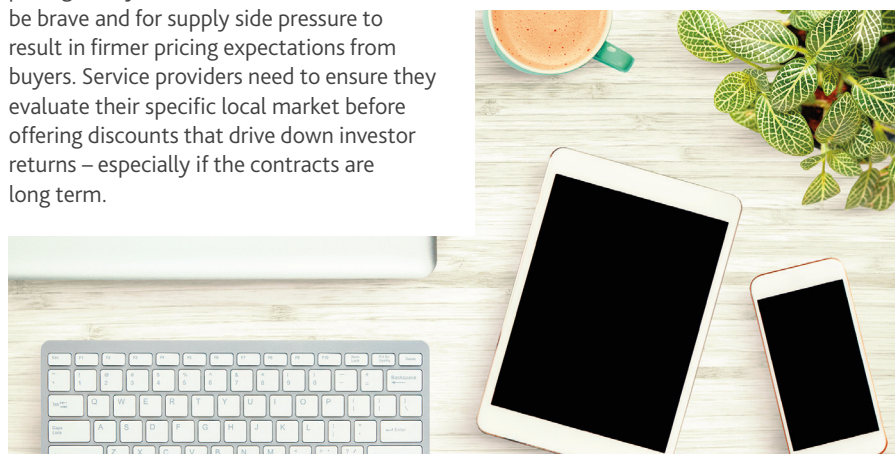 be brave and for supply side pressure to
result in firmer pricing expectations from
buyers. Service providers need to ensure they
evaluate their specific local market before
offering discounts that drive down investor
returns – especially if the contracts are
long term.
Q W E R T Y U I O P
A S D F G H J K L
Z X C V B N M